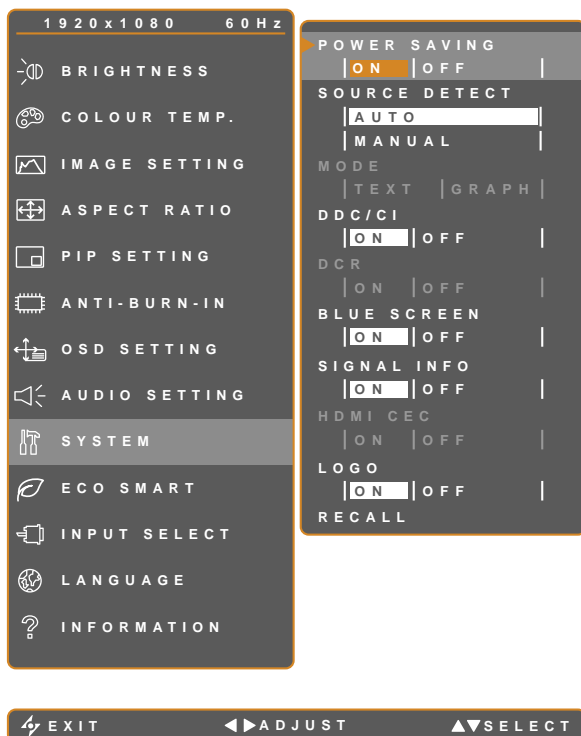 1920x1080 60Hz
BRIGHTNESS
COLOUR TEMP.
IMAGE SETTING
ASPECT RATIO
PIP SETTING
ANTI-BURN-IN
OSD SETTING
AUDIO SETTING
SYSTEM
ECO SMART
INPUT SELECT
LANGUAGE
INFORMATION
POWER SAVING
ON OFF
SOURCE DETECT
AUTO
MANUAL
MODE
TEXT GRAPH
DDC/CI
ON OFF
DCR
ON OFF
BLUE SCREEN
ON OFF
SIGNAL INFO
ON OFF
HDMI CEC
ON OFF
LOGO
ON OFF
RECALL
EXIT ADJUST SELECT